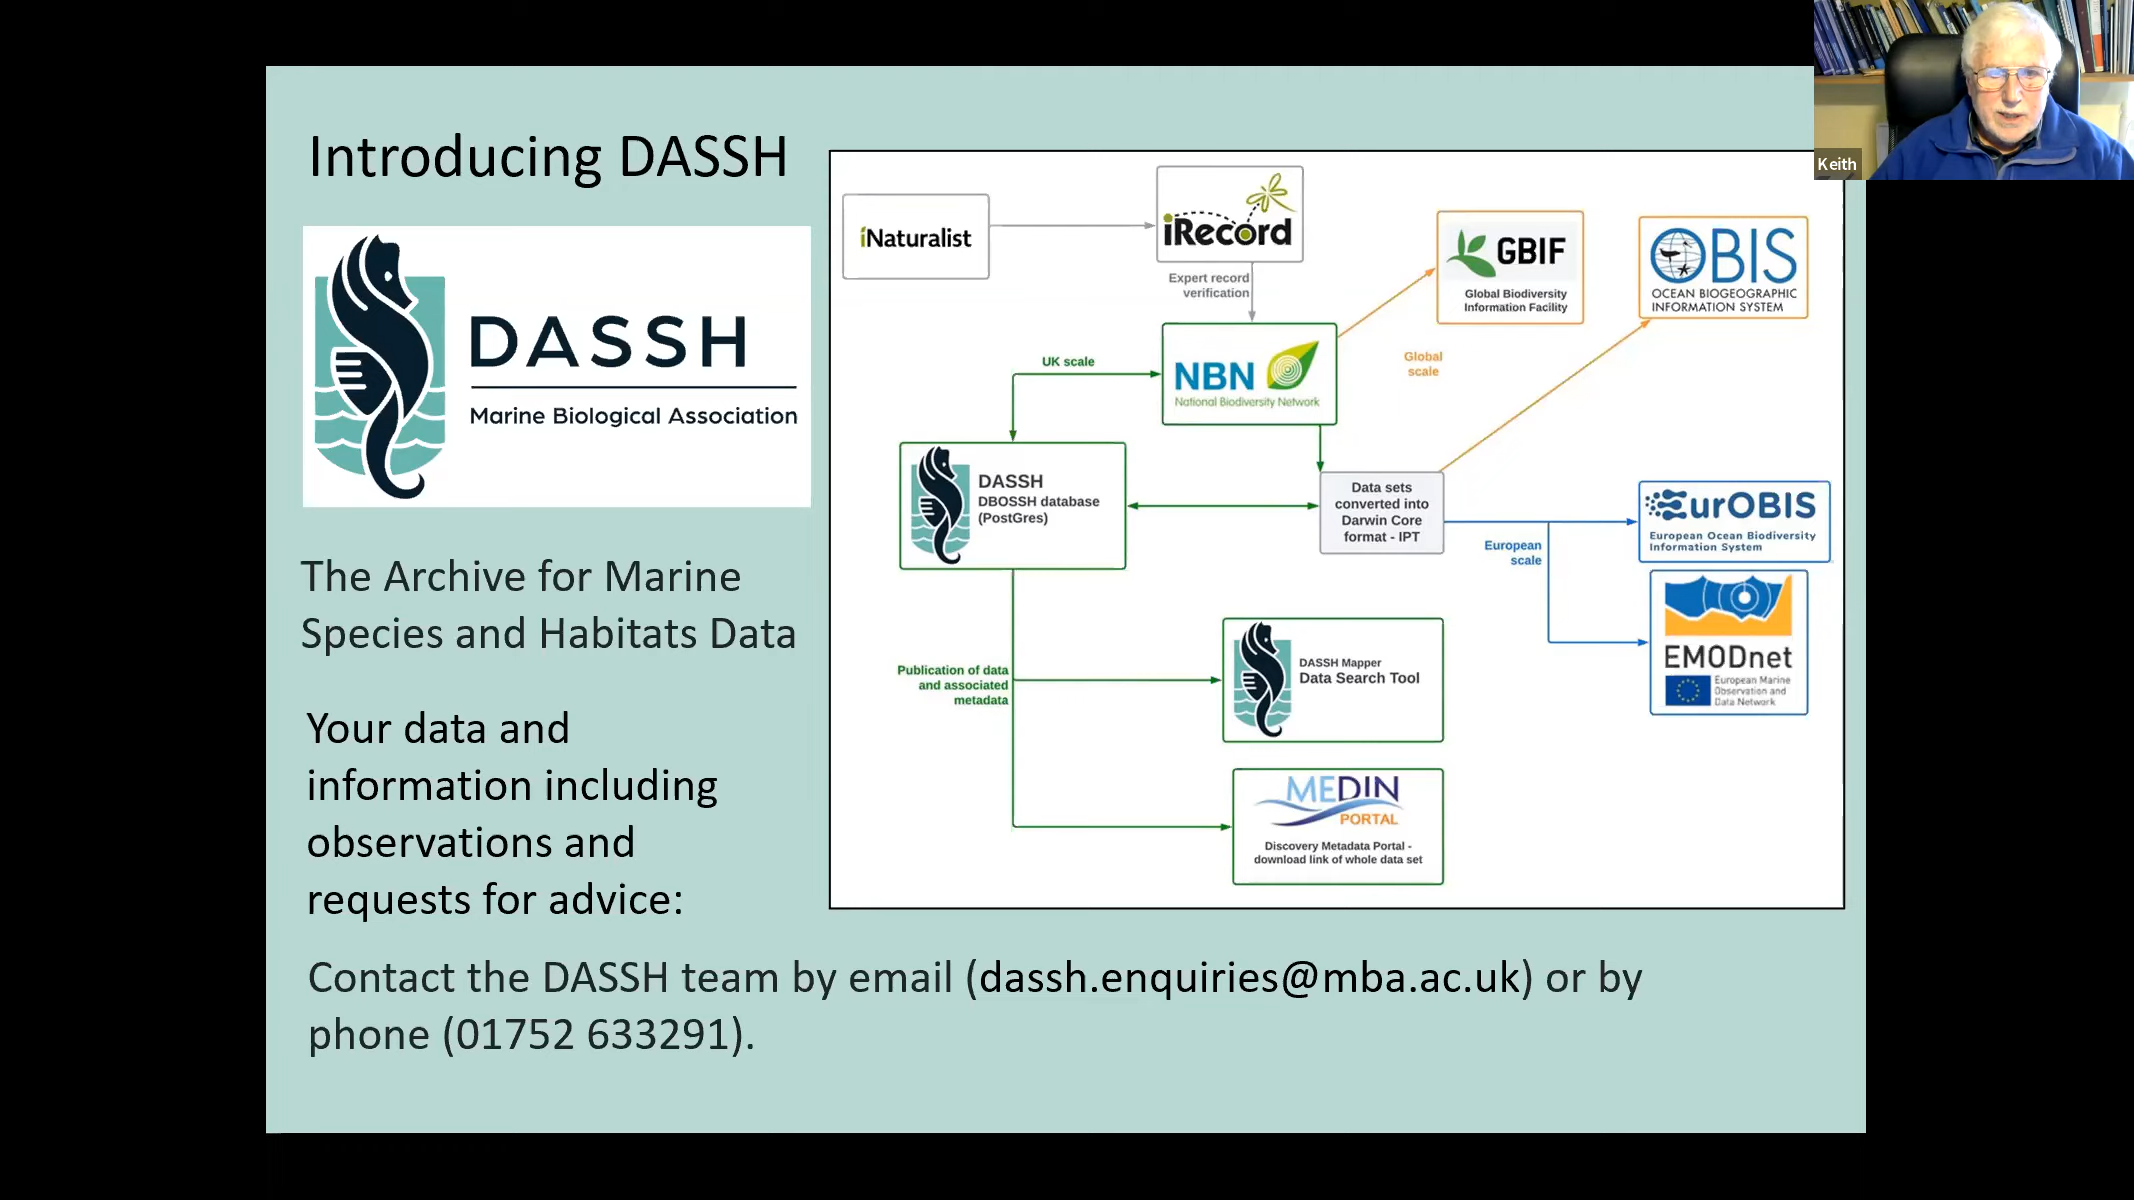 Keith
Introducing DASSH
DASSH
Marine Biological Association
The Archive for Marine
Species and Habitats Data
Your data and
information including
observations and
requests for advice:
Contact the DASSH team by email (dassh.enquiries@mba.ac.uk) or by
phone (01752 633291).
iNaturalist
iRecord
Expert record
verification
GBIF
Global Biodiversity
Information Facility
OBIS
OCEAN BIOGEOGRAPHIC
INFORMATION SYSTEM
UK scale
NBN
National Biodiversity Network
Global
scale
DASSH
DBOSSH database
(PostGres)
Data sets
converted into
Darwin Core
format - IPT
European
scale
EurOBIS
European Ocean Biodiversity
Information System
EMODnet
European Marine
Observation and
Data Network
Publication of data
and associated
metadata
DASSH Mapper
Data Search Tool
MEDIN
PORTAL
Discovery Metadata Portal -
download link of whole data set